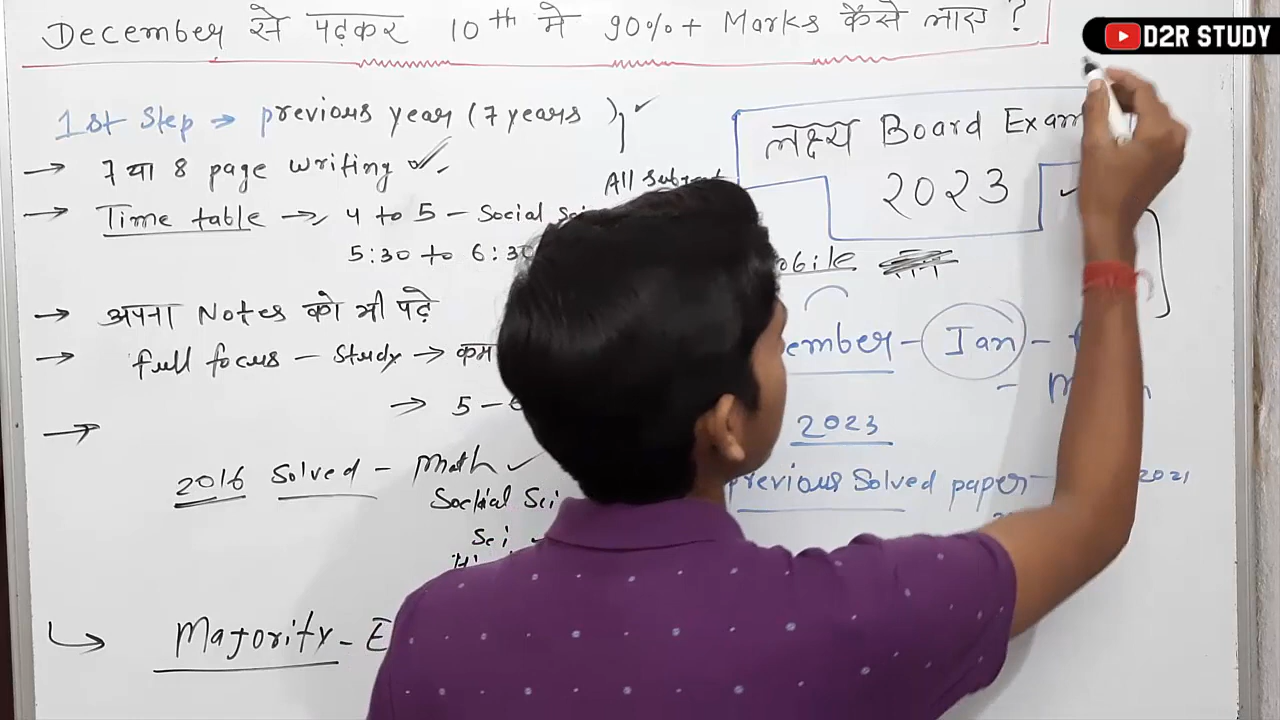 December से पढ़कर 10th मे 90%+ Marks कैसे लाए ?
D2R STUDY
1st Step → previous year (7 years )
→ 7 या 8 page writing
All Subject
→ Time table → 4 to 5 - Social Sci
5:30 to 6:30
→ अपना Notes को भी पढ़े
→ full focus - Study → कम
→ 5 -
→
2016 Solved - Math ✓
Sockial Sci
Sci
Majority -
लक्ष्य Board Exam
2023
ember - Jan -
2023
previous Solved paper - 2021